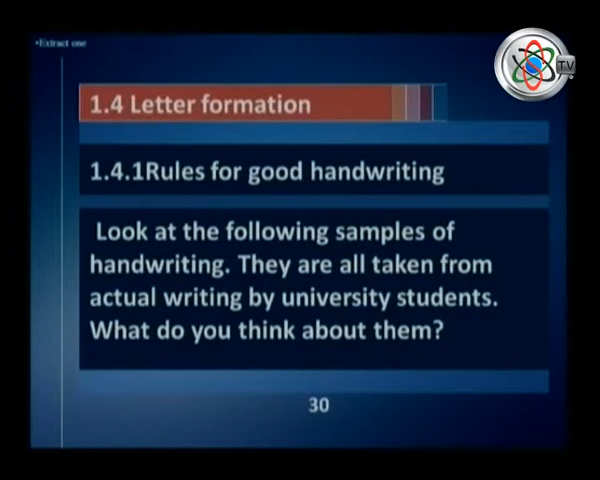 •Extract one
TV
1.4 Letter formation
1.4.1Rules for good handwriting
Look at the following samples of
handwriting. They are all taken from
actual writing by university students.
What do you think about them?
30